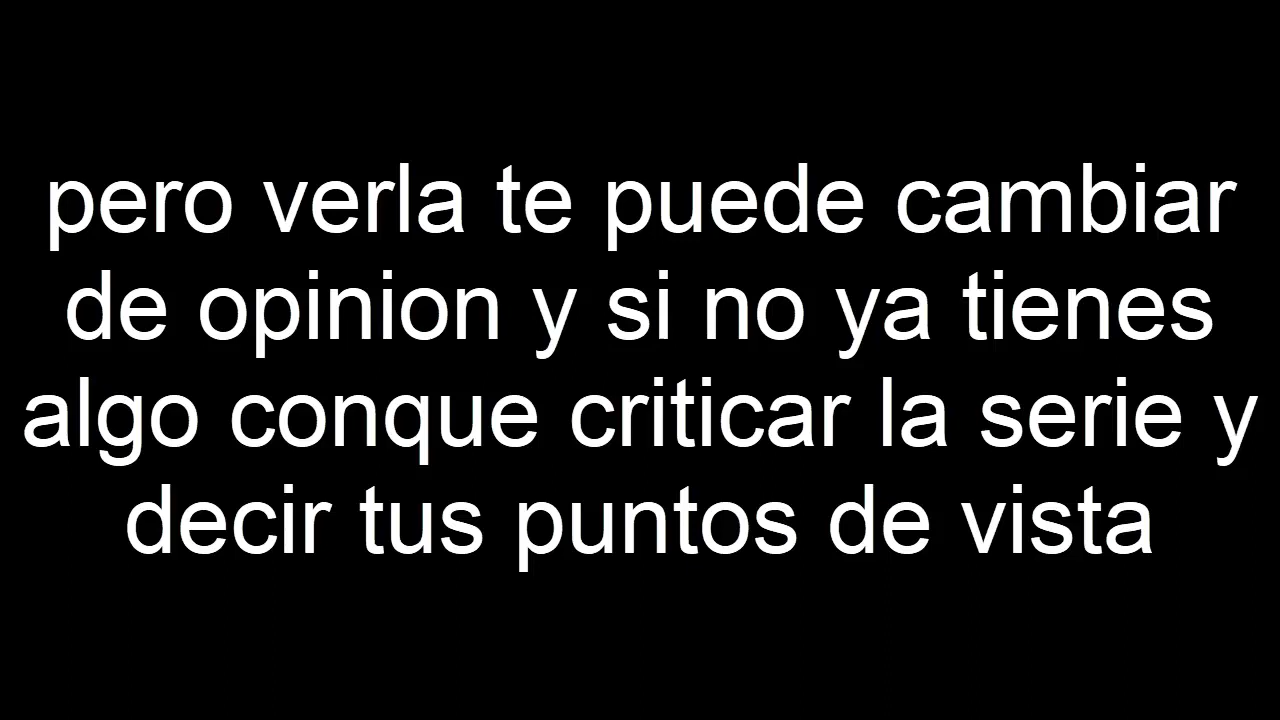 pero verla te puede cambiar
de opinion y si no ya tienes
algo conque criticar la serie y
decir tus puntos de vista